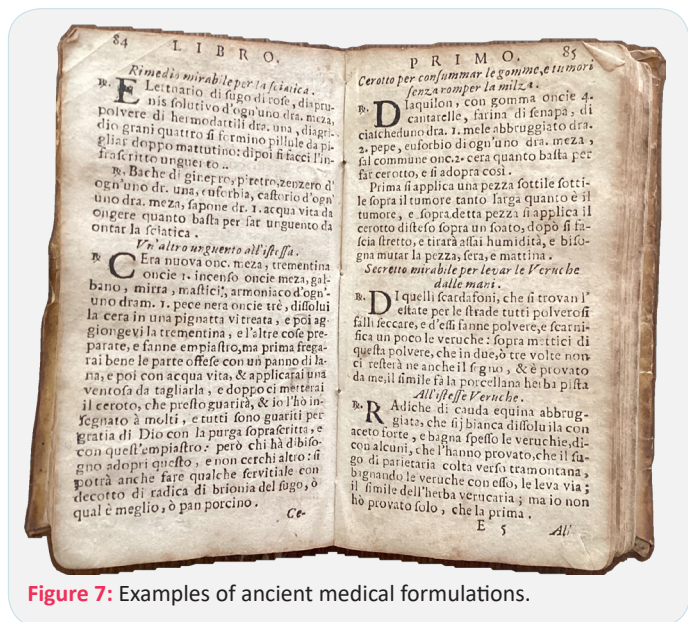 84 LIBRO.
Rimedio mirabile per la sciatica.
℞. ELettuario di sugo di rose, diapru-
nis solutivo d'ogn'uno dra. meza,
polvere di hermodattili dra. una, diagri-
dio grani quattro si formino pillule da pi-
gliar doppo mattutino: dipoi si facci l'in-
frascritto unguento..
℞. Bache di ginepro, piretro, zenzero d'
ogn'uno dr. una, euforbia, castorio d'ogn'
uno dra. meza, sapone dr. 1. acqua vita da
ongere quanto basta per far unguento da
ontar la sciatica.
Un'altro unguento all'istessa.
℞ CEra nuova onc. meza, trementina
oncie 1. incenso oncie meza, gal-
bano, mirra, mastici, armoniaco d'ogn'-
uno dram. 1. pece nera oncie trè, dissolui
la cera in una pignatta vitreata, e poi ag-
giongevi la trementina, e l'altre cose pre-
parate, e fanne empiastro, ma prima frega-
rai bene le parte offese con un panno di la-
na, e poi con acqua vita, & applicarai una
ventosa da tagliarla, e doppo ci metterai
il ceroto, che presto guarirà, & io l'hò in-
segnato à molti, e tutti sono guariti per
gratia di Dio con la purga soprascritta, e
con quest'empiastro: però chi hà dibiso-
gno adopri questo, e non cerchi altro: si
potrà anche fare qualche servitiale con
decotto di radica di brionia del sugo, ò
qual è meglio, ò pan porcino.
Ce-
PRIMO. 85
Cerotto per consummar le gomme, e tumori
senza romper la milza.
℞. DIaquilon, con gomma oncie 4.
cantarelle, farina di senapa, di
ciascheduno dra. 1. mele abbruggiato dra.
2. pepe, euforbio di ogn'uno dra. meza,
sal commune onc. 2. cera quanto basta per
far cerotto, e si adopra così.
Prima si applica una pezza sottile sotti-
le sopra il tumore tanto larga quanto è il
tumore, e sopra detta pezza si applica il
cerotto disteso sopra un soato, dopò si fa-
scia stretto, e tirarà assai humidità, e biso-
gna mutar la pezza, sera, e mattina.
Secreto mirabile per levar le Veruche
dalle mani.
℞. DI quelli scardafoni, che si trovan l'
estate per le strade tutti polverosi
falli seccare, e d'essi fanne polvere, e scarni-
fica un poco le veruche: sopra mettici di
questa polvere, che in due, ò tre volte non
ci resterà ne anche il segno, & è provato
da me, il simile fà la porcellana herba pista
All'istesse Veruche.
℞. RAdiche di cauda equina abbrug-
giata, che sij bianca dissolui la con
aceto forte, e bagna spesso le veruchie, di-
con alcuni, che l'hanno provato, che il su-
go di parietaria colta verso tramontana,
bagnando le veruche con esso, le leva via;
il simile dell'herba verucaria; ma io non
hò provato solo, che la prima.
E 5 All'
Figure 7: Examples of ancient medical formulations.